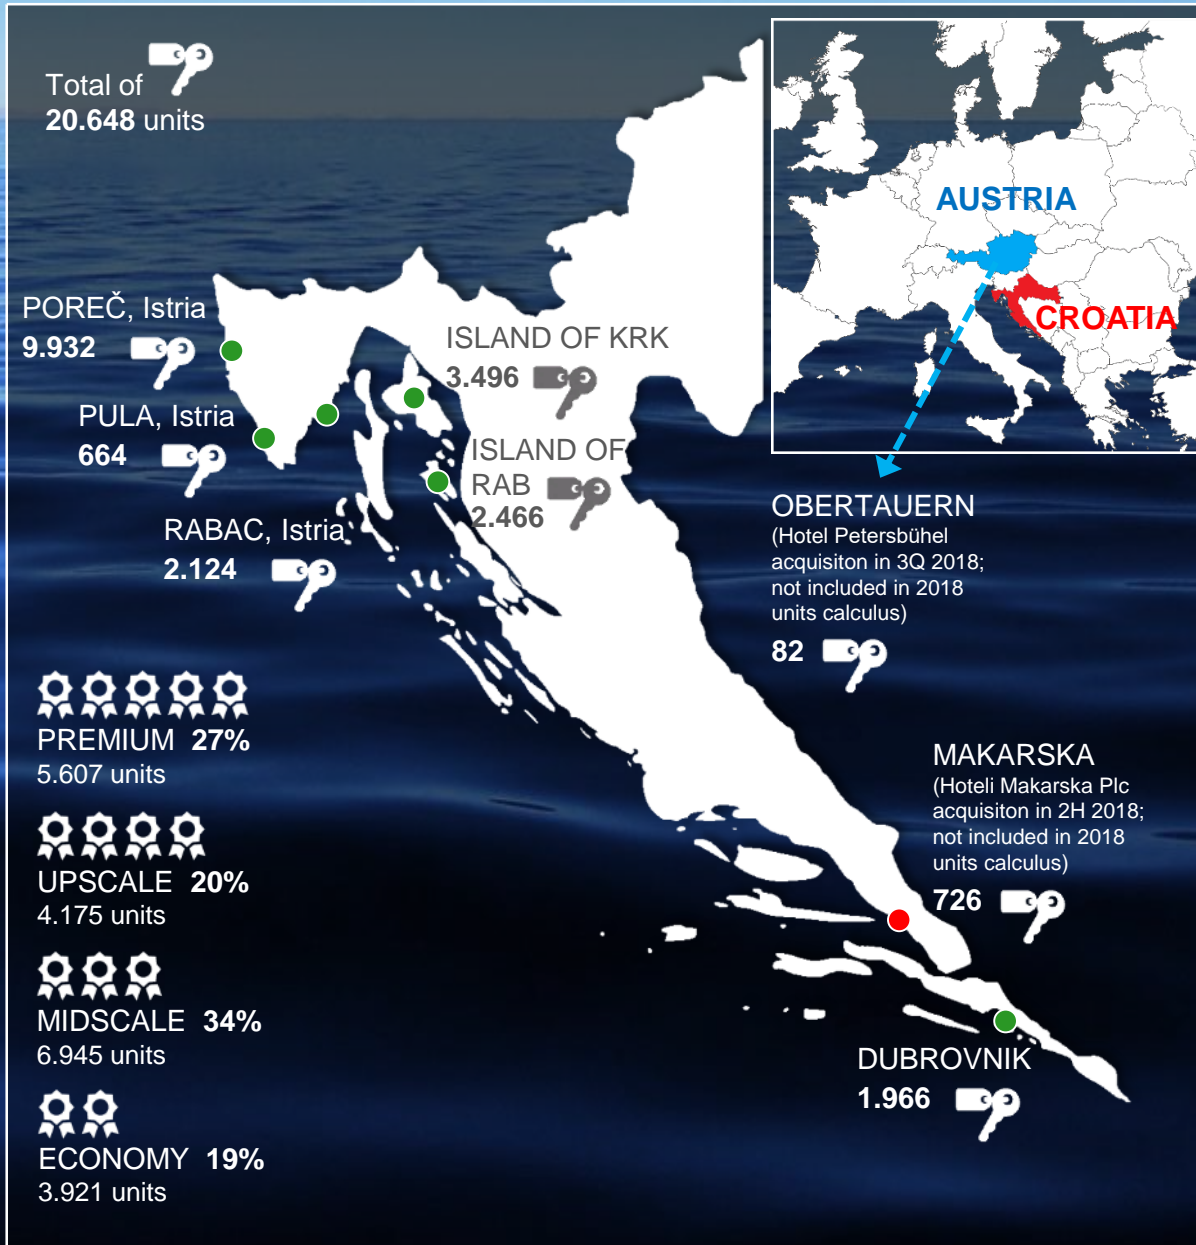 Total of
20.648 units
AUSTRIA
CROATIA
POREČ, Istria
9.932
PULA, Istria
664
RABAC, Istria
2.124
ISLAND OF KRK
3.496
ISLAND OF
RAB
2.466
OBERTAUERN
(Hotel Petersbühel
acquisiton in 3Q 2018;
not included in 2018
units calculus)
82
MAKARSKA
(Hoteli Makarska Plc
acquisiton in 2H 2018;
not included in 2018
units calculus)
726
DUBROVNIK
1.966
PREMIUM 27%
5.607 units
UPSCALE 20%
4.175 units
MIDSCALE 34%
6.945 units
ECONOMY 19%
3.921 units